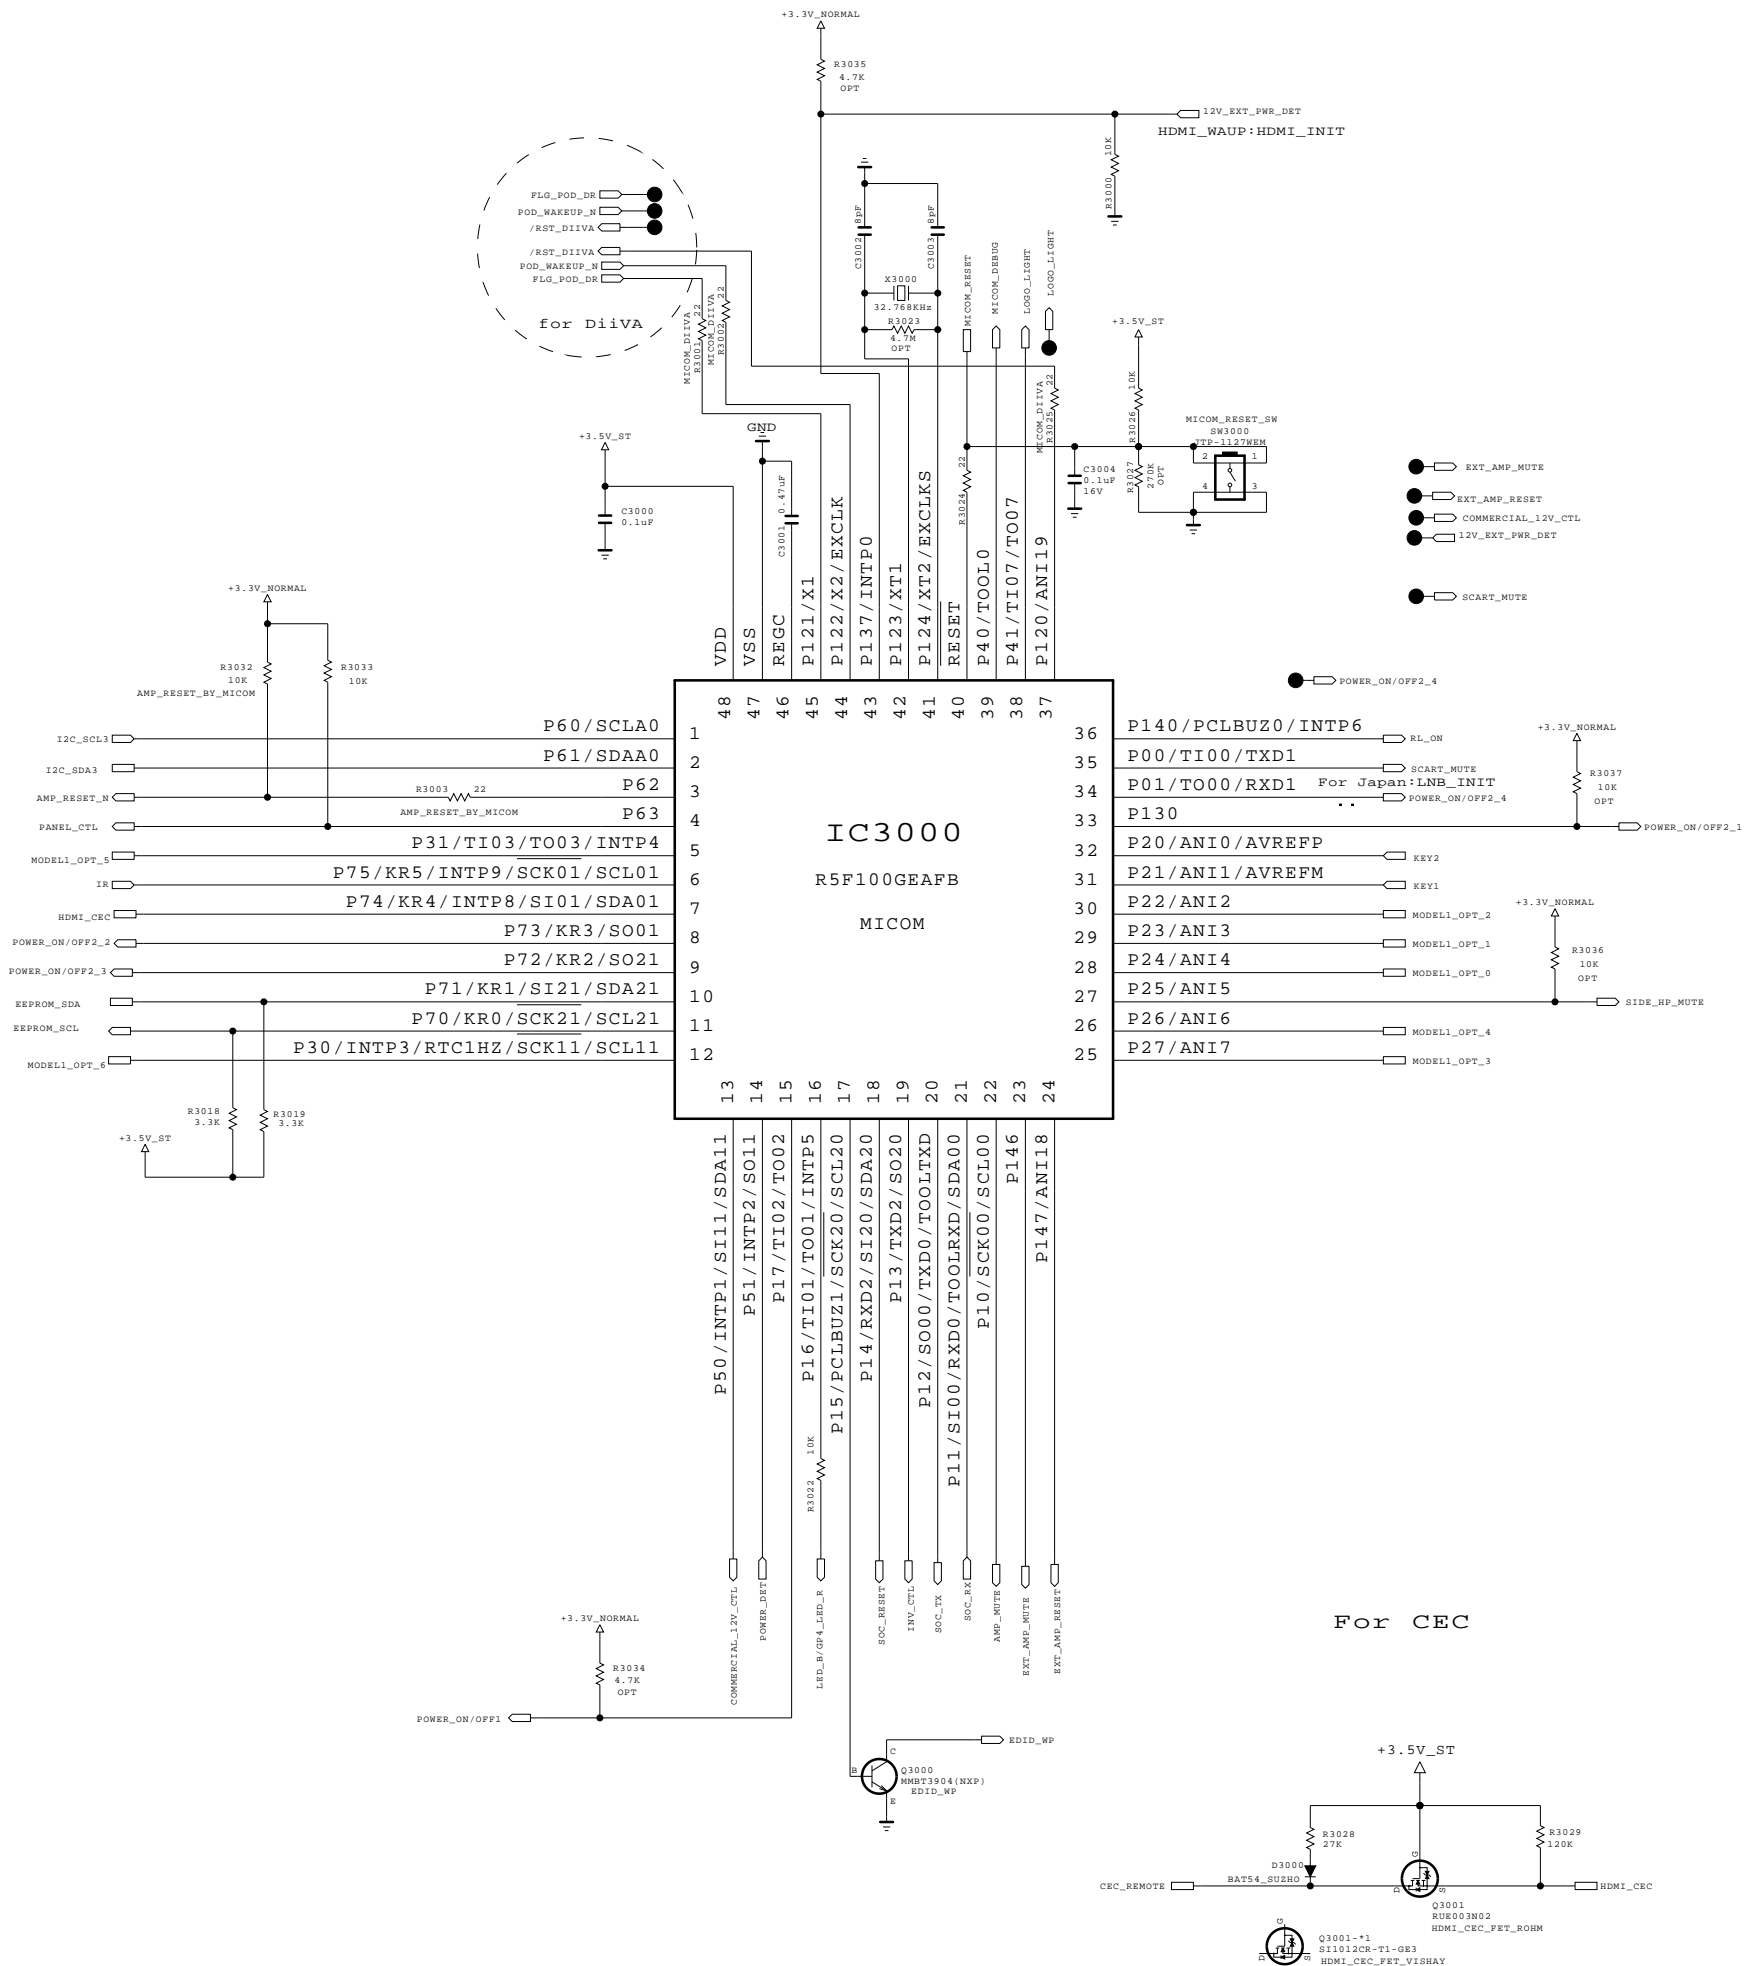 +3.3V_NORMAL
R3035
4.7K
OPT
12V_EXT_PWR_DET
HDMI_WAUP:HDMI_INIT
R3000 10K
FLG_POD_DR
POD_WAKEUP_N
/RST_DIIVA
/RST_DIIVA
POD_WAKEUP_N
FLG_POD_DR
for DiiVA
MICOM_DIIVA
R3001 22
MICOM_DIIVA
R3002 22
C3002 8pF
C3003 8pF
X3000
32.768KHz
R3023
4.7M
OPT
MICOM_RESET
MICOM_DEBUG
LOGO_LIGHT
LOGO_LIGHT
+3.5V_ST
R3026 10K
MICOM_DIIVA
R3025 22
R3024 22
C3004
0.1uF
16V
R3027
270K
OPT
MICOM_RESET_SW
SW3000
JTP-1127WEM
2 1
4 3
+3.5V_ST
C3000
0.1uF
GND
C3001 0.47uF
EXT_AMP_MUTE
EXT_AMP_RESET
COMMERCIAL_12V_CTL
12V_EXT_PWR_DET
SCART_MUTE
POWER_ON/OFF2_4
VDD
VSS
REGC
P121/X1
P122/X2/EXCLK
P137/INTP0
P123/XT1
P124/XT2/EXCLKS
RESET
P40/TOOL0
P41/TI07/TO07
P120/ANI19
48 47 46 45 44 43 42 41 40 39 38 37
+3.3V_NORMAL
R3032
10K
AMP_RESET_BY_MICOM
R3033
10K
I2C_SCL3 P60/SCLA0 1
I2C_SDA3 P61/SDAA0 2
AMP_RESET_N R3003 22 P62 3
AMP_RESET_BY_MICOM
PANEL_CTL P63 4
MODEL1_OPT_5 P31/TI03/TO03/INTP4 5
IR P75/KR5/INTP9/SCK01/SCL01 6
HDMI_CEC P74/KR4/INTP8/SI01/SDA01 7
POWER_ON/OFF2_2 P73/KR3/SO01 8
POWER_ON/OFF2_3 P72/KR2/SO21 9
EEPROM_SDA P71/KR1/SI21/SDA21 10
EEPROM_SCL P70/KR0/SCK21/SCL21 11
MODEL1_OPT_6 P30/INTP3/RTC1HZ/SCK11/SCL11 12
R3018
3.3K
R3019
3.3K
+3.5V_ST
IC3000
R5F100GEAFB
MICOM
36 P140/PCLBUZ0/INTP6 RL_ON
35 P00/TI00/TXD1 SCART_MUTE
For Japan:LNB_INIT
34 P01/TO00/RXD1 POWER_ON/OFF2_4
33 P130 POWER_ON/OFF2_1
32 P20/ANI0/AVREFP KEY2
31 P21/ANI1/AVREFM KEY1
30 P22/ANI2 MODEL1_OPT_2
29 P23/ANI3 MODEL1_OPT_1
28 P24/ANI4 MODEL1_OPT_0
27 P25/ANI5 SIDE_HP_MUTE
26 P26/ANI6 MODEL1_OPT_4
25 P27/ANI7 MODEL1_OPT_3
+3.3V_NORMAL
R3037
10K
OPT
+3.3V_NORMAL
R3036
10K
OPT
13 14 15 16 17 18 19 20 21 22 23 24
P50/INTP1/SI11/SDA11
P51/INTP2/SO11
P17/TI02/TO02
P16/TI01/TO01/INTP5
P15/PCLBUZ1/SCK20/SCL20
P14/RXD2/SI20/SDA20
P13/TXD2/SO20
P12/SO00/TXD0/TOOLTXD
P11/SI00/RXD0/TOOLRXD/SDA00
P10/SCK00/SCL00
P146
P147/ANI18
R3022 10K
COMMERCIAL_12V_CTL
POWER_DET
LED_B/GP4_LED_R
SOC_RESET
INV_CTL
SOC_TX
SOC_RX
AMP_MUTE
EXT_AMP_MUTE
EXT_AMP_RESET
+3.3V_NORMAL
R3034
4.7K
OPT
POWER_ON/OFF1
EDID_WP
C
B
E
Q3000
MMBT3904(NXP)
EDID_WP
For CEC
+3.5V_ST
R3028
27K
D3000
BAT54_SUZHO
R3029
120K
CEC_REMOTE
HDMI_CEC
G
D
S
Q3001
RUE003N02
HDMI_CEC_FET_ROHM
G
D
S
Q3001-*1
SI1012CR-T1-GE3
HDMI_CEC_FET_VISHAY